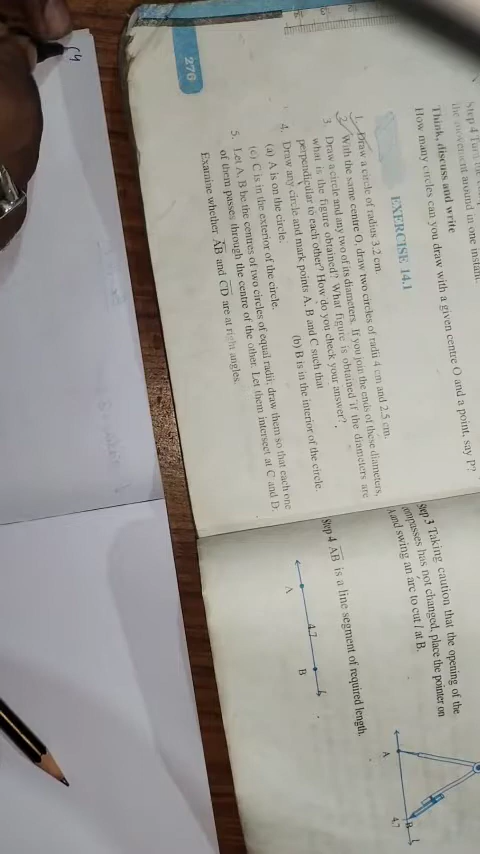 Step 4 Turn the
the movement around in one instant.
Think, discuss and write
How many circles can you draw with a given centre O and a point, say P?
EXERCISE 14.1
1. Draw a circle of radius 3.2 cm.
2. With the same centre O, draw two circles of radii 4 cm and 2.5 cm.
3. Draw a circle and any two of its diameters. If you join the ends of these diameters,
what is the figure obtained? What figure is obtained if the diameters are
perpendicular to each other? How do you check your answer?
4. Draw any circle and mark points A, B and C such that
(a) A is on the circle. (b) B is in the interior of the circle.
(c) C is in the exterior of the circle.
5. Let A, B be the centres of two circles of equal radii; draw them so that each one
of them passes through the centre of the other. Let them intersect at C and D.
Examine whether AB and CD are at right angles.
276
Step 3 Taking caution that the opening of the
compasses has not changed, place the pointer on
A and swing an arc to cut l at B.
A B l
4.7
Step 4 AB is a line segment of required length.
A 4.7 B l